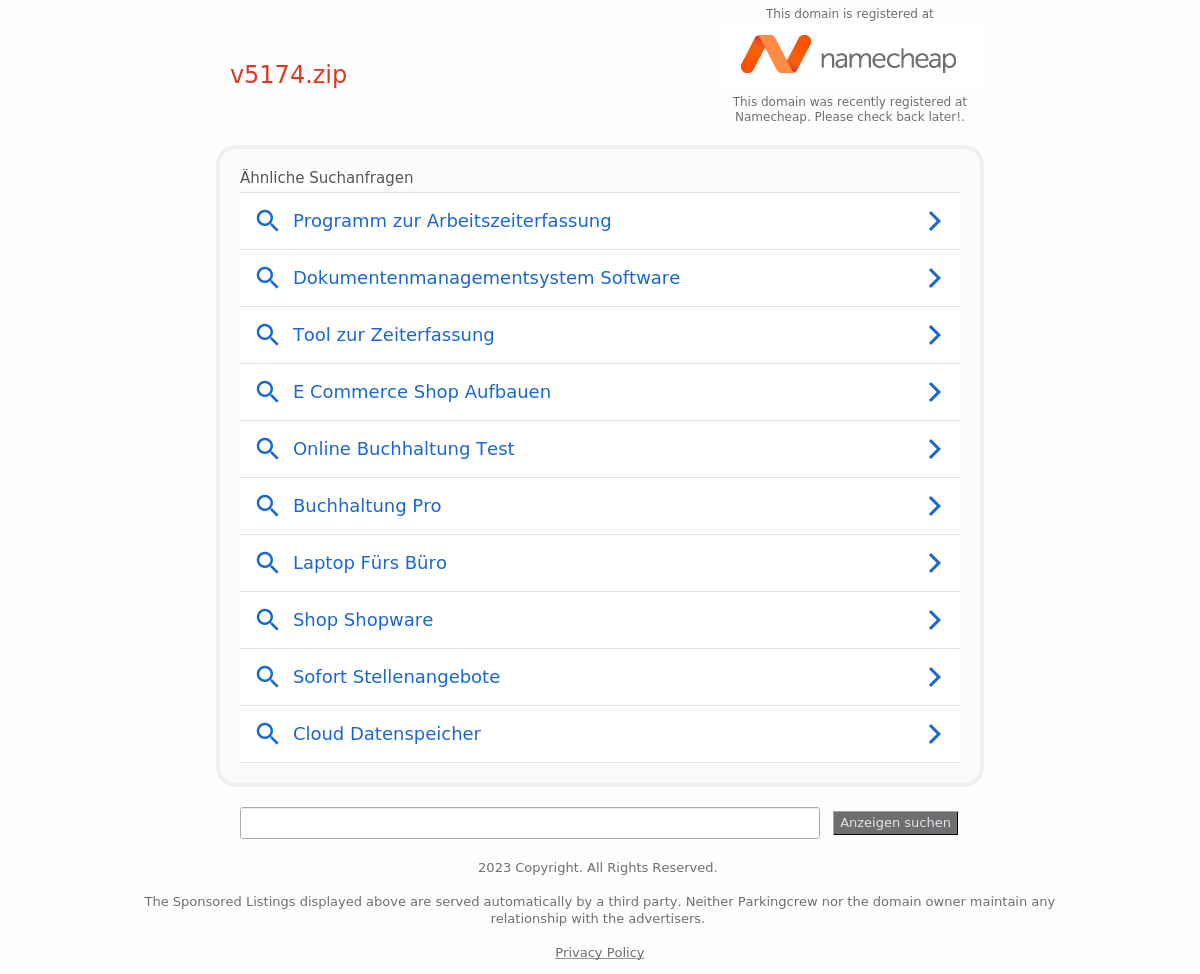 This domain is registered at
v5174.zip
namecheap
This domain was recently registered at
Namecheap. Please check back later!.
Ähnliche Suchanfragen
Programm zur Arbeitszeiterfassung
Dokumentenmanagementsystem Software
Tool zur Zeiterfassung
E Commerce Shop Aufbauen
Online Buchhaltung Test
Buchhaltung Pro
Laptop Fürs Büro
Shop Shopware
Sofort Stellenangebote
Cloud Datenspeicher
Anzeigen suchen
2023 Copyright. All Rights Reserved.
The Sponsored Listings displayed above are served automatically by a third party. Neither Parkingcrew nor the domain owner maintain any
relationship with the advertisers.
Privacy Policy